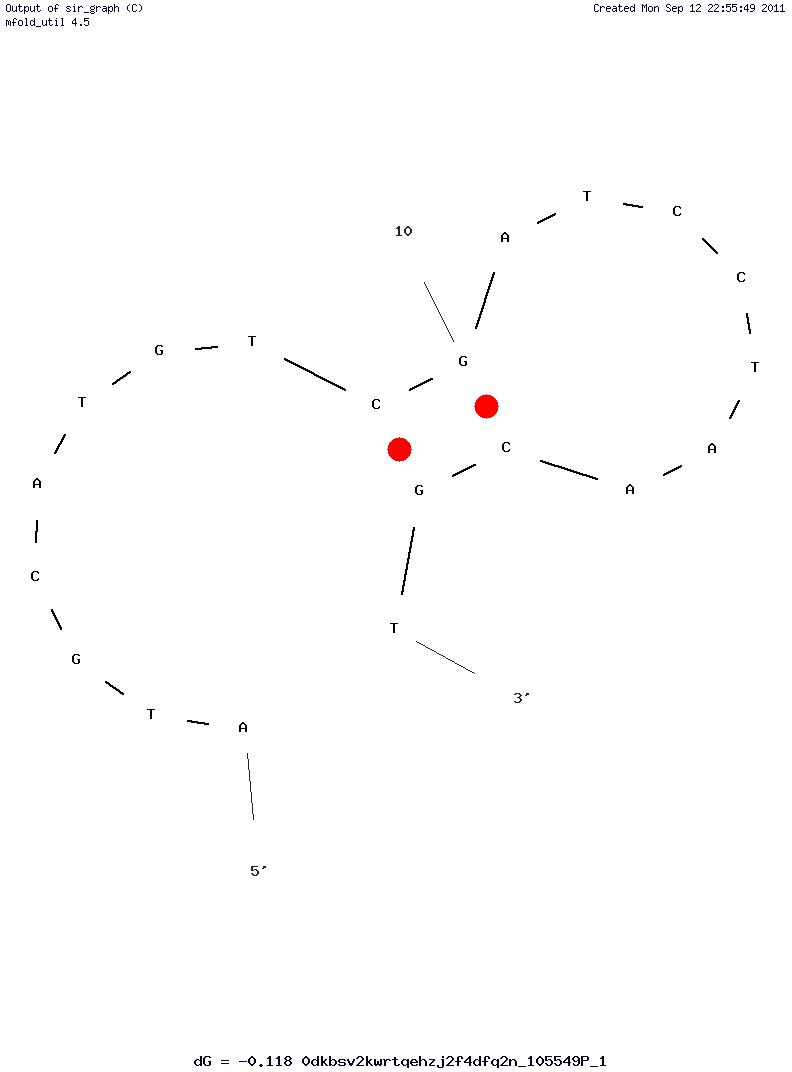 Output of sir_graph (C)
mfold_util 4.5
Created Mon Sep 12 22:55:49 2011
5'
A
T
G
C
A
T
G
T
C
G
10
A
T
C
C
T
A
A
C
G
T
3'
dG = -0.118 0dkbsv2kwrtqehzj2f4dfq2n_105549P_1